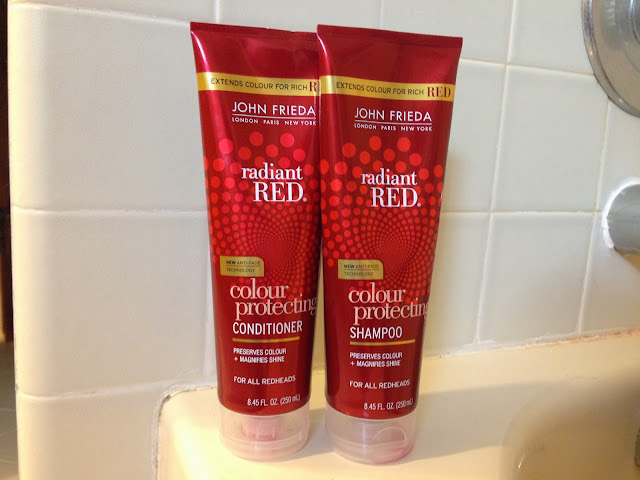 EXTENDS COLOUR FOR RICH
JOHN FRIEDA
LONDON PARIS NEW YORK
radiant
RED®
NEW ANTI-FADE
TECHNOLOGY
colour
protecting
CONDITIONER
PRESERVES COLOUR
+ MAGNIFIES SHINE
FOR ALL REDHEADS
8.45 FL. OZ. (250 mL)
EXTENDS COLOUR FOR RICH RED
JOHN FRIEDA®
LONDON PARIS NEW YORK
radiant
RED®
NEW ANTI-FADE
TECHNOLOGY
colour
protecting
SHAMPOO
PRESERVES COLOUR
+ MAGNIFIES SHINE
FOR ALL REDHEADS
8.45 FL. OZ. (250 mL)